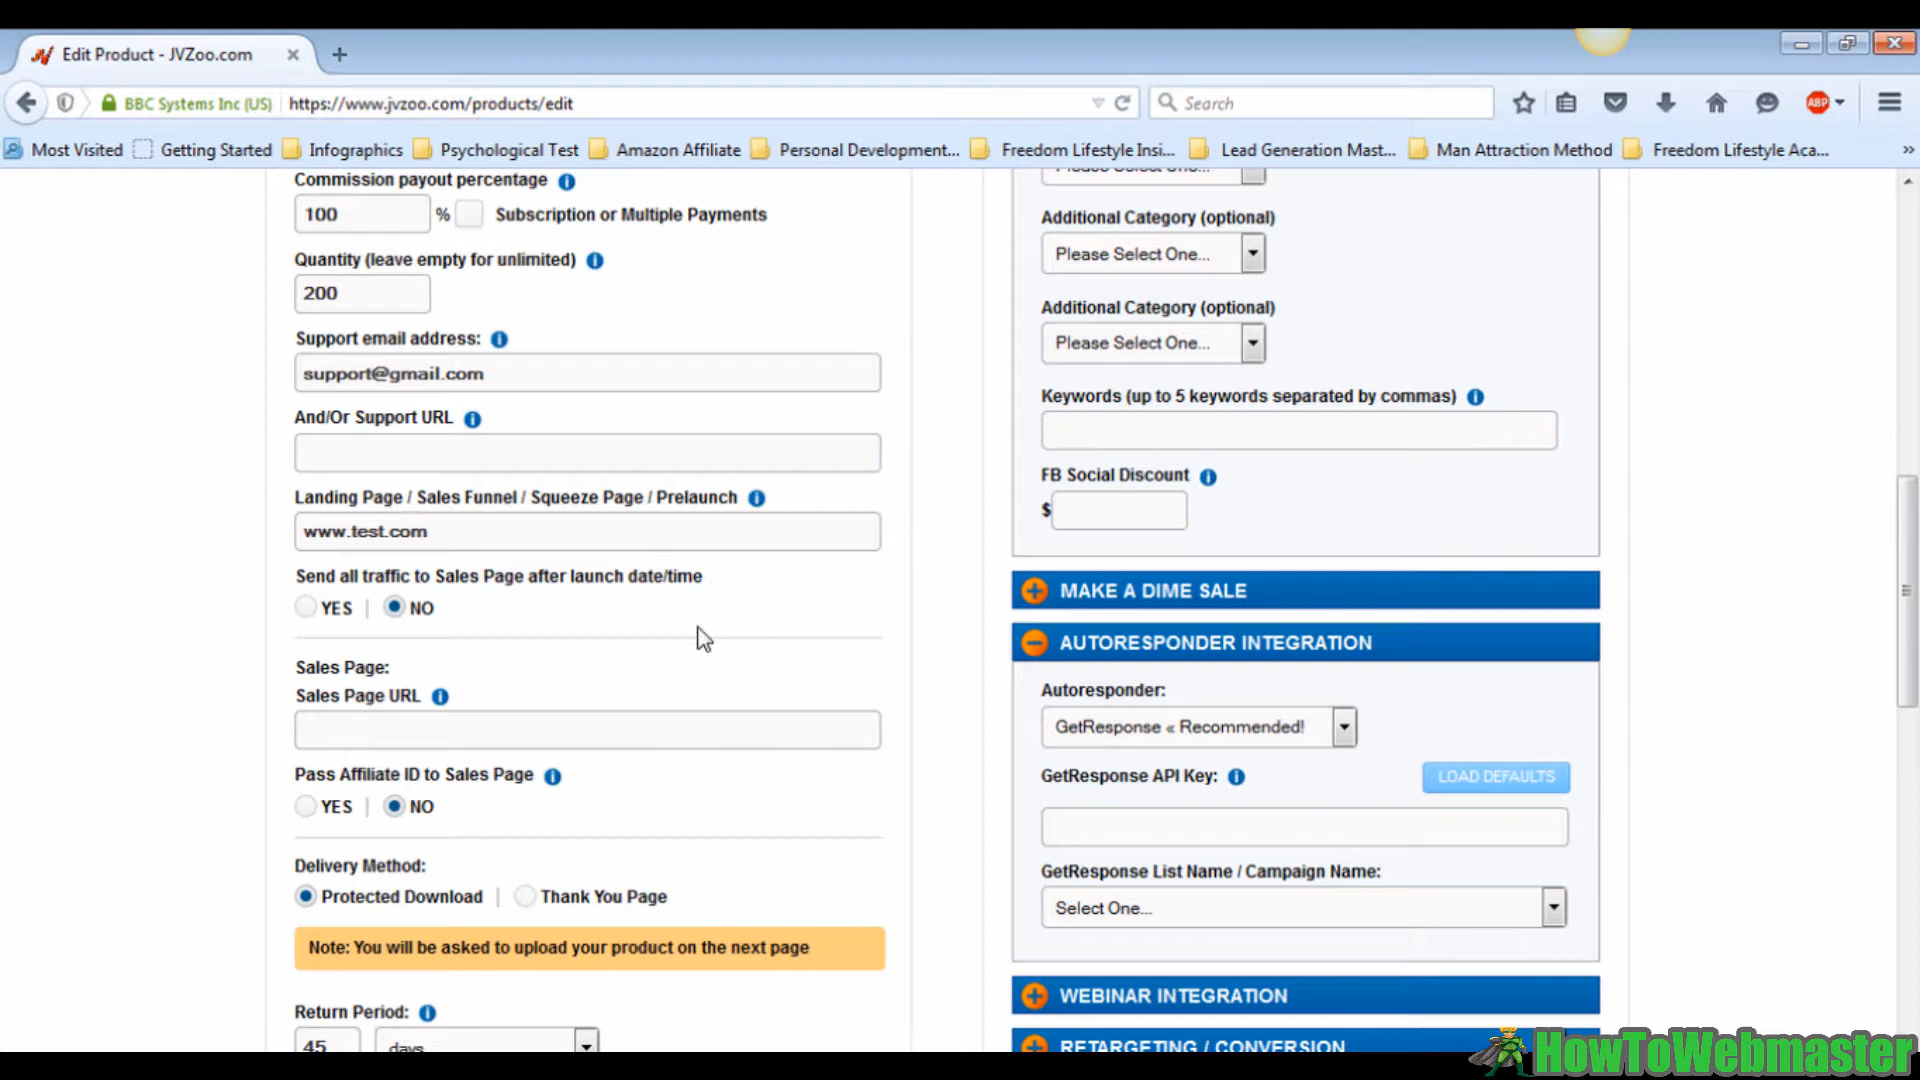 Edit Product - JVZoo.com
BBC Systems Inc (US)
https://www.jvzoo.com/products/edit
Search
ABP
Most Visited
Getting Started
Infographics
Psychological Test
Amazon Affiliate
Personal Development...
Freedom Lifestyle Insi...
Lead Generation Mast...
Man Attraction Method
Freedom Lifestyle Aca...
Commission payout percentage
100 % Subscription or Multiple Payments
Quantity (leave empty for unlimited)
200
Support email address:
support@gmail.com
And/Or Support URL
Landing Page / Sales Funnel / Squeeze Page / Prelaunch
www.test.com
Send all traffic to Sales Page after launch date/time
YES | NO
Sales Page:
Sales Page URL
Pass Affiliate ID to Sales Page
YES | NO
Delivery Method:
Protected Download | Thank You Page
Note: You will be asked to upload your product on the next page
Return Period:
45 days
Please Select One...
Additional Category (optional)
Please Select One...
Additional Category (optional)
Please Select One...
Keywords (up to 5 keywords separated by commas)
FB Social Discount
$
MAKE A DIME SALE
AUTORESPONDER INTEGRATION
Autoresponder:
GetResponse « Recommended!
GetResponse API Key:
LOAD DEFAULTS
GetResponse List Name / Campaign Name:
Select One...
WEBINAR INTEGRATION
RETARGETING / CONVERSION
HowToWebmaster